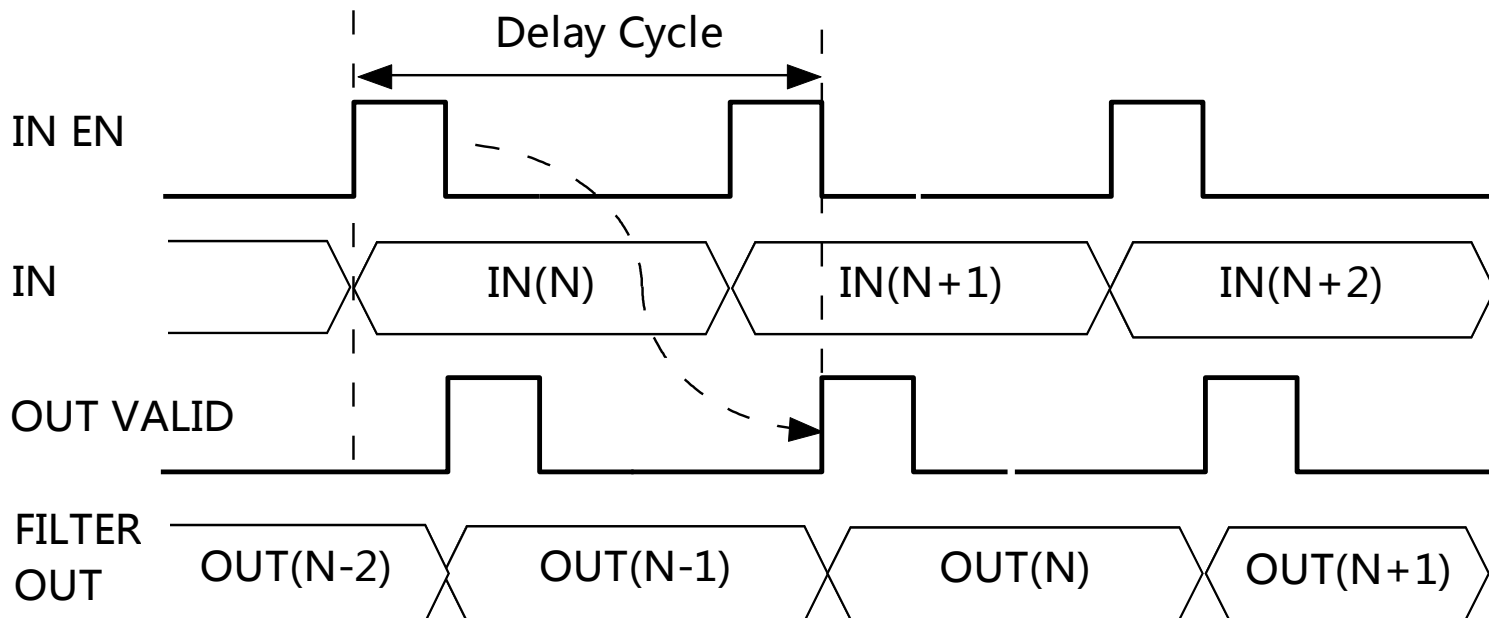 Delay Cycle
IN EN
IN IN(N) IN(N+1) IN(N+2)
OUT VALID
FILTER
OUT OUT(N-2) OUT(N-1) OUT(N) OUT(N+1)